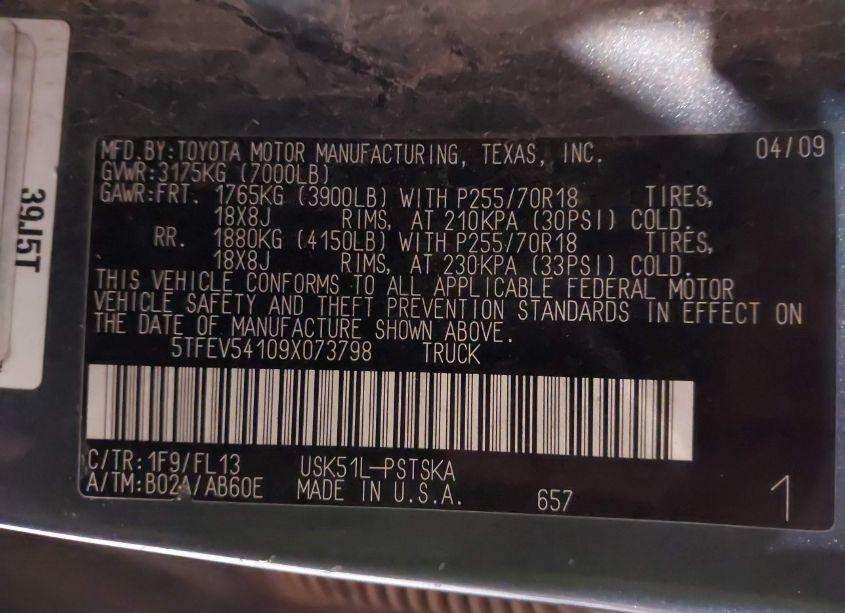 MFD.BY:TOYOTA MOTOR MANUFACTURING, TEXAS, INC. 04/09
GVWR:3175KG (7000LB)
GAWR:FRT. 1765KG (3900LB) WITH P255/70R18 TIRES,
18X8J RIMS, AT 210KPA (30PSI) COLD.
RR. 1880KG (4150LB) WITH P255/70R18 TIRES,
18X8J RIMS, AT 230KPA (33PSI) COLD.
THIS VEHICLE CONFORMS TO ALL APPLICABLE FEDERAL MOTOR
VEHICLE SAFETY AND THEFT PREVENTION STANDARDS IN EFFECT ON
THE DATE OF MANUFACTURE SHOWN ABOVE.
5TFEV54109X073798 TRUCK
C/TR:1F9/FL13 USK51L-PSTSKA
A/TM:B02A/AB60E MADE IN U.S.A. 657 1
39J5T